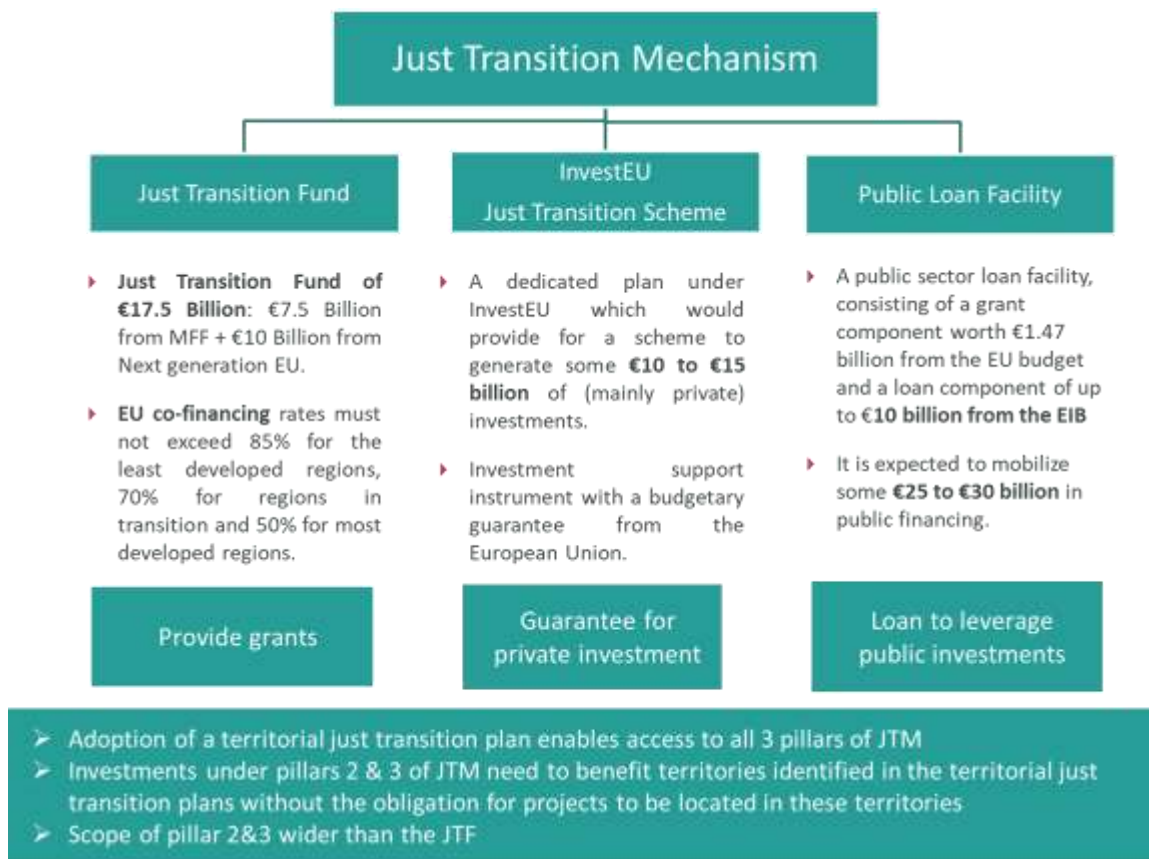 Just Transition Mechanism
Just Transition Fund
InvestEU
Just Transition Scheme
Public Loan Facility
Just Transition Fund of
€17.5 Billion: €7.5 Billion
from MFF + €10 Billion from
Next generation EU.
EU co-financing rates must
not exceed 85% for the
least developed regions,
70% for regions in
transition and 50% for most
developed regions.
A dedicated plan under
InvestEU which would
provide for a scheme to
generate some €10 to €15
billion of (mainly private)
investments.
Investment support
instrument with a budgetary
guarantee from the
European Union.
A public sector loan facility,
consisting of a grant
component worth €1.47
billion from the EU budget
and a loan component of up
to €10 billion from the EIB
It is expected to mobilize
some €25 to €30 billion in
public financing.
Provide grants
Guarantee for
private investment
Loan to leverage
public investments
Adoption of a territorial just transition plan enables access to all 3 pillars of JTM
Investments under pillars 2 & 3 of JTM need to benefit territories identified in the territorial just
transition plans without the obligation for projects to be located in these territories
Scope of pillar 2&3 wider than the JTF